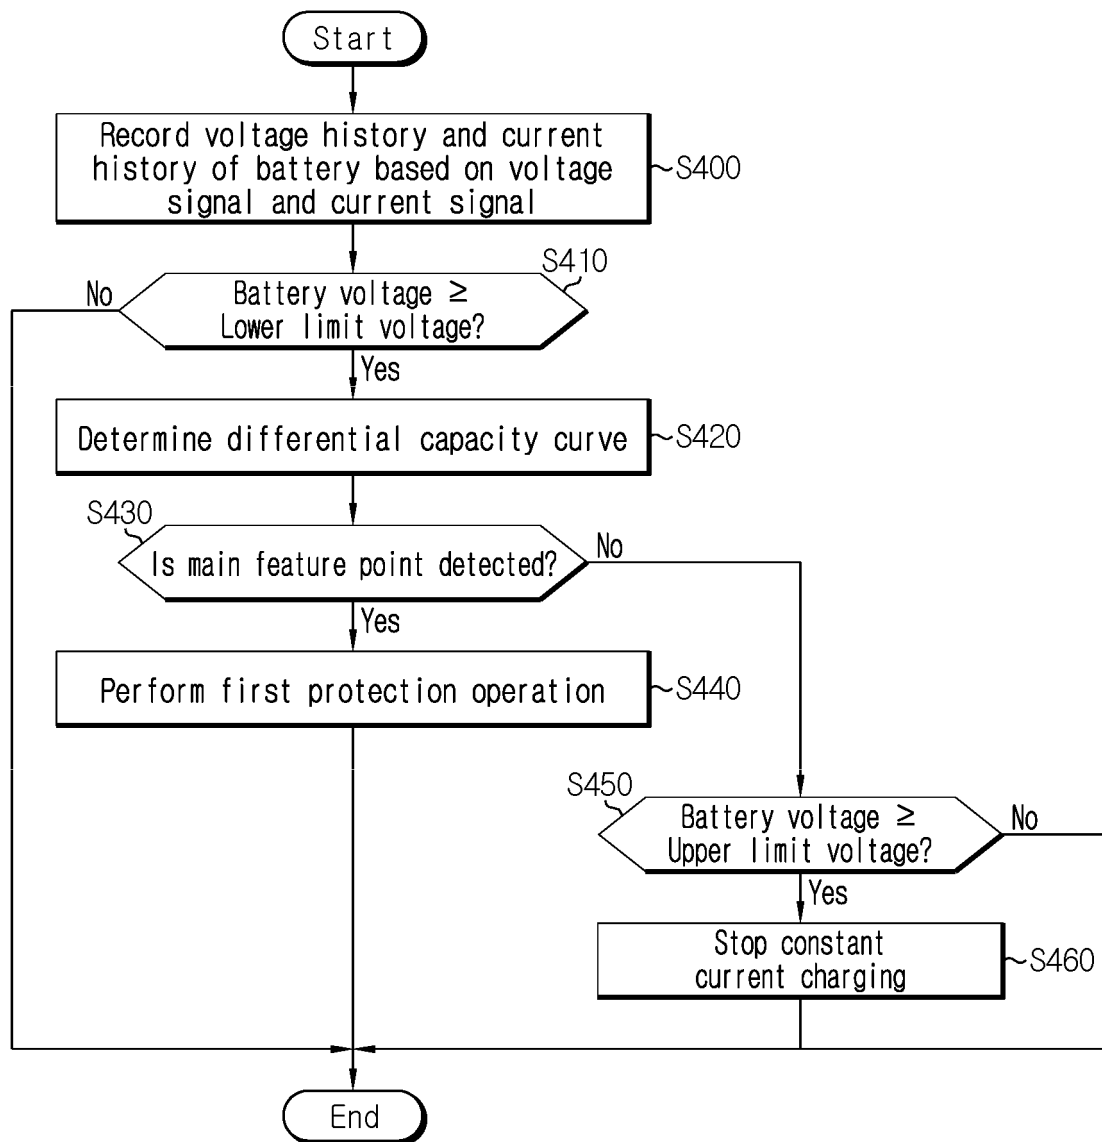 Start
Record voltage history and current
history of battery based on voltage
signal and current signal
S400
S410
Battery voltage ≥
Lower limit voltage?
No
Yes
Determine differential capacity curve
S420
S430
Is main feature point detected?
No
Yes
Perform first protection operation
S440
S450
Battery voltage ≥
Upper limit voltage?
No
Yes
Stop constant
current charging
S460
End